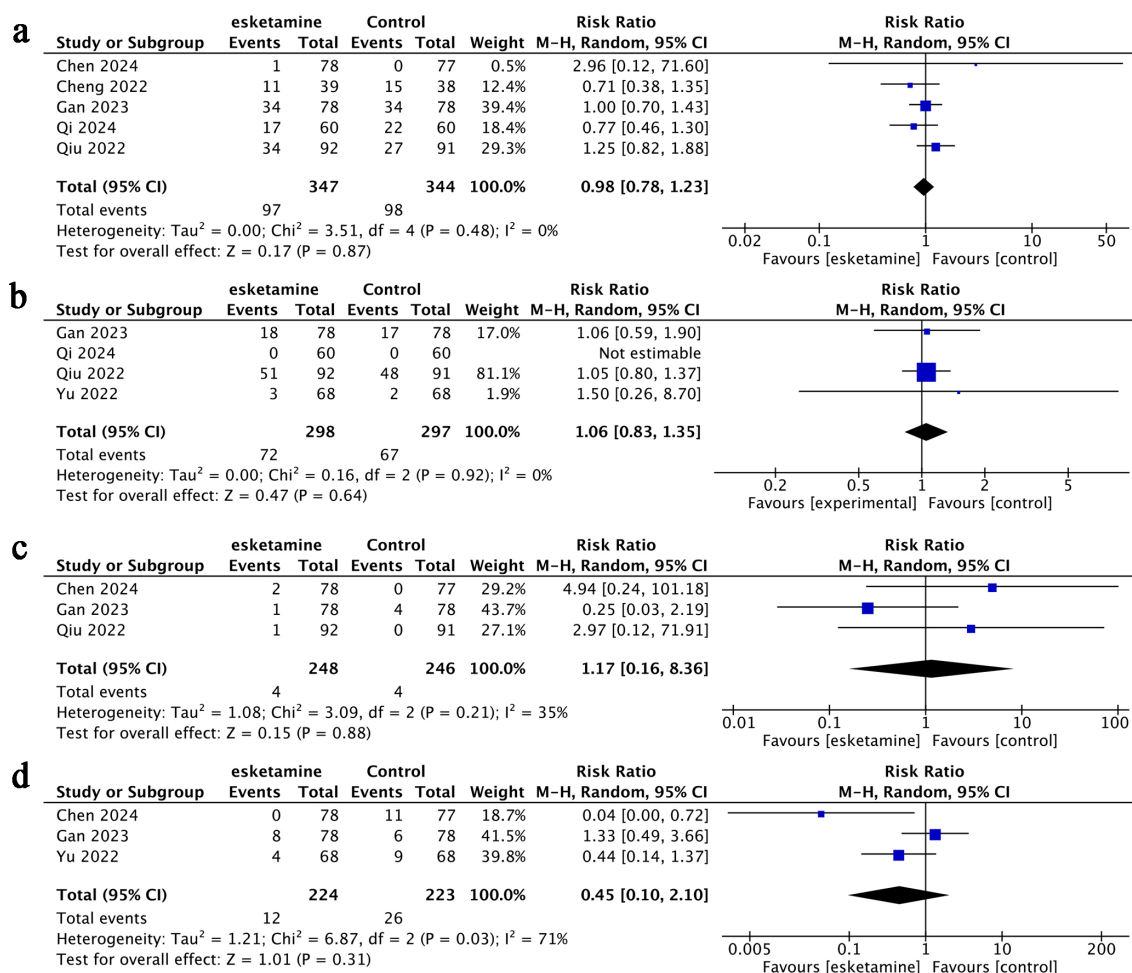 a
esketamine Control Risk Ratio Risk Ratio
Study or Subgroup Events Total Events Total Weight M-H, Random, 95% CI M-H, Random, 95% CI
Chen 2024 1 78 0 77 0.5% 2.96 [0.12, 71.60]
Cheng 2022 11 39 15 38 12.4% 0.71 [0.38, 1.35]
Gan 2023 34 78 34 78 39.4% 1.00 [0.70, 1.43]
Qi 2024 17 60 22 60 18.4% 0.77 [0.46, 1.30]
Qiu 2022 34 92 27 91 29.3% 1.25 [0.82, 1.88]
Total (95% CI) 347 344 100.0% 0.98 [0.78, 1.23]
Total events 97 98
Heterogeneity: Tau² = 0.00; Chi² = 3.51, df = 4 (P = 0.48); I² = 0%
Test for overall effect: Z = 0.17 (P = 0.87)
0.02 0.1 1 10 50
Favours [esketamine] Favours [control]
b
esketamine Control Risk Ratio Risk Ratio
Study or Subgroup Events Total Events Total Weight M-H, Random, 95% CI M-H, Random, 95% CI
Gan 2023 18 78 17 78 17.0% 1.06 [0.59, 1.90]
Qi 2024 0 60 0 60 Not estimable
Qiu 2022 51 92 48 91 81.1% 1.05 [0.80, 1.37]
Yu 2022 3 68 2 68 1.9% 1.50 [0.26, 8.70]
Total (95% CI) 298 297 100.0% 1.06 [0.83, 1.35]
Total events 72 67
Heterogeneity: Tau² = 0.00; Chi² = 0.16, df = 2 (P = 0.92); I² = 0%
Test for overall effect: Z = 0.47 (P = 0.64)
0.2 0.5 1 2 5
Favours [experimental] Favours [control]
c
esketamine Control Risk Ratio Risk Ratio
Study or Subgroup Events Total Events Total Weight M-H, Random, 95% CI M-H, Random, 95% CI
Chen 2024 2 78 0 77 29.2% 4.94 [0.24, 101.18]
Gan 2023 1 78 4 78 43.7% 0.25 [0.03, 2.19]
Qiu 2022 1 92 0 91 27.1% 2.97 [0.12, 71.91]
Total (95% CI) 248 246 100.0% 1.17 [0.16, 8.36]
Total events 4 4
Heterogeneity: Tau² = 1.08; Chi² = 3.09, df = 2 (P = 0.21); I² = 35%
Test for overall effect: Z = 0.15 (P = 0.88)
0.01 0.1 1 10 100
Favours [esketamine] Favours [control]
d
esketamine Control Risk Ratio Risk Ratio
Study or Subgroup Events Total Events Total Weight M-H, Random, 95% CI M-H, Random, 95% CI
Chen 2024 0 78 11 77 18.7% 0.04 [0.00, 0.72]
Gan 2023 8 78 6 78 41.5% 1.33 [0.49, 3.66]
Yu 2022 4 68 9 68 39.8% 0.44 [0.14, 1.37]
Total (95% CI) 224 223 100.0% 0.45 [0.10, 2.10]
Total events 12 26
Heterogeneity: Tau² = 1.21; Chi² = 6.87, df = 2 (P = 0.03); I² = 71%
Test for overall effect: Z = 1.01 (P = 0.31)
0.005 0.1 1 10 200
Favours [esketamine] Favours [control]